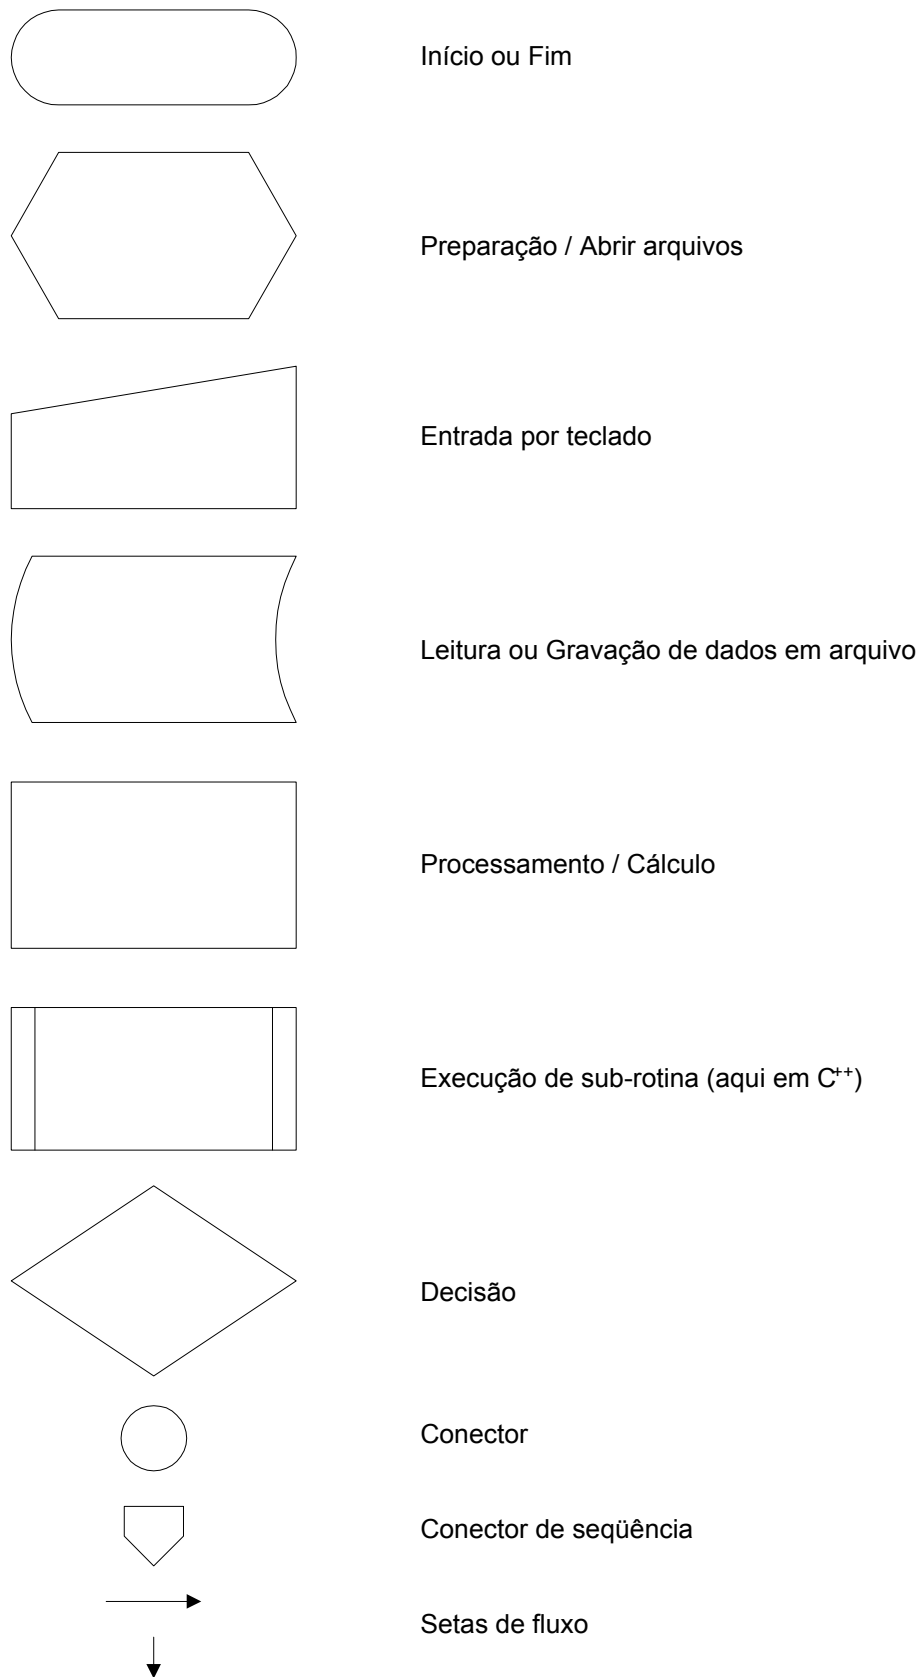 Início ou Fim
Preparação / Abrir arquivos
Entrada por teclado
Leitura ou Gravação de dados em arquivo
Processamento / Cálculo
Execução de sub-rotina (aqui em C++)
Decisão
Conector
Conector de seqüência
Setas de fluxo